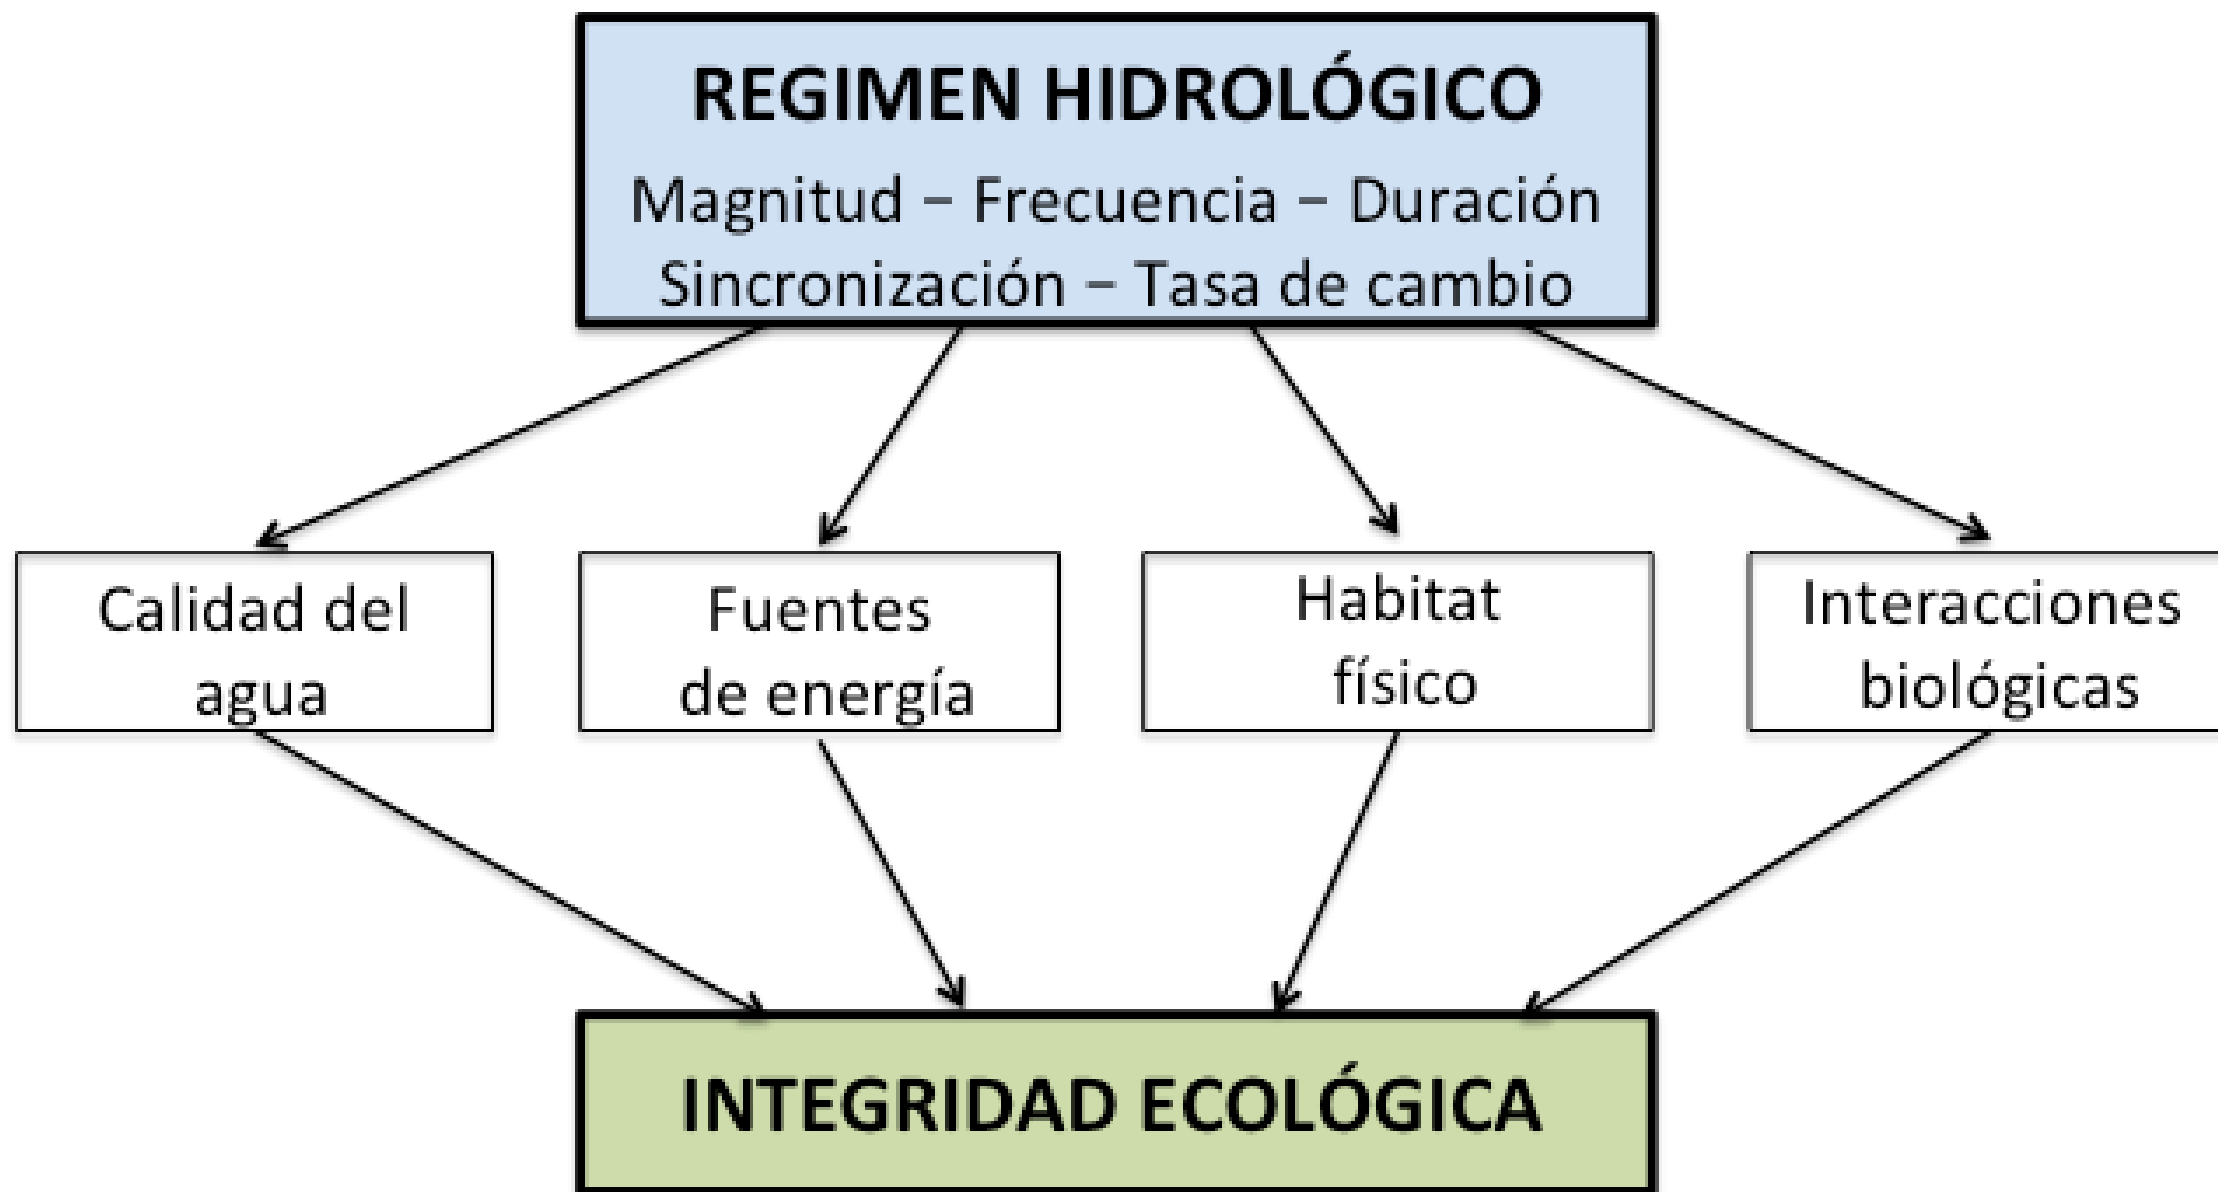 REGIMEN HIDROLÓGICO
Magnitud – Frecuencia – Duración
Sincronización – Tasa de cambio
Calidad del
agua
Fuentes
de energía
Habitat
físico
Interacciones
biológicas
INTEGRIDAD ECOLÓGICA